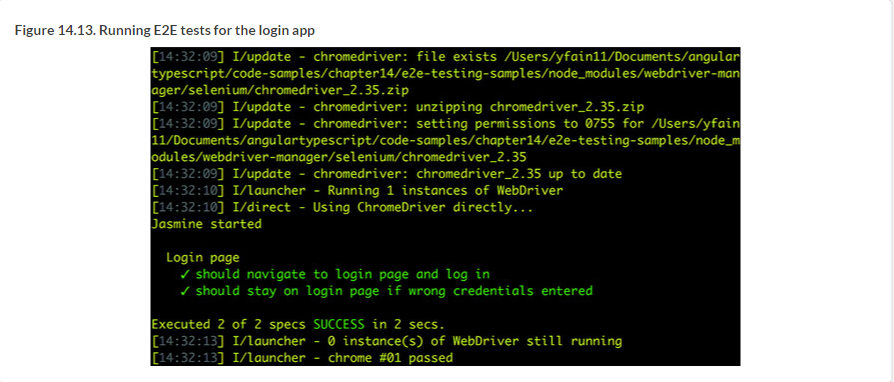 Figure 14.13. Running E2E tests for the login app
[14:32:09] I/update - chromedriver: file exists /Users/yfain11/Documents/angular
typescript/code-samples/chapter14/e2e-testing-samples/node_modules/webdriver-man
ager/selenium/chromedriver_2.35.zip
[14:32:09] I/update - chromedriver: unzipping chromedriver_2.35.zip
[14:32:09] I/update - chromedriver: setting permissions to 0755 for /Users/yfain
11/Documents/angulartypescript/code-samples/chapter14/e2e-testing-samples/node_m
odules/webdriver-manager/selenium/chromedriver_2.35
[14:32:09] I/update - chromedriver: chromedriver_2.35 up to date
[14:32:10] I/launcher - Running 1 instances of WebDriver
[14:32:10] I/direct - Using ChromeDriver directly...
Jasmine started
Login page
✓ should navigate to login page and log in
✓ should stay on login page if wrong credentials entered
Executed 2 of 2 specs SUCCESS in 2 secs.
[14:32:13] I/launcher - 0 instance(s) of WebDriver still running
[14:32:13] I/launcher - chrome #01 passed